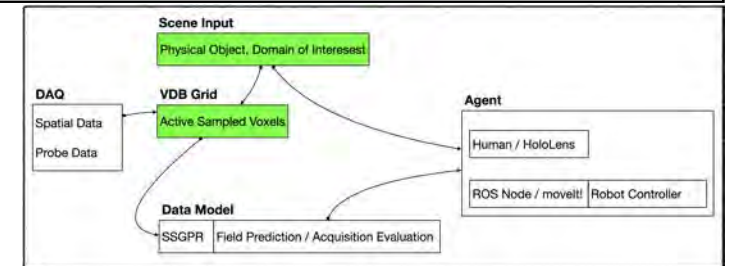 Scene Input
Physical Object, Domain of Interesest
DAQ
Spatial Data
Probe Data
VDB Grid
Active Sampled Voxels
Agent
Human / HoloLens
ROS Node / moveit! Robot Controller
Data Model
SSGPR Field Prediction / Acquisition Evaluation